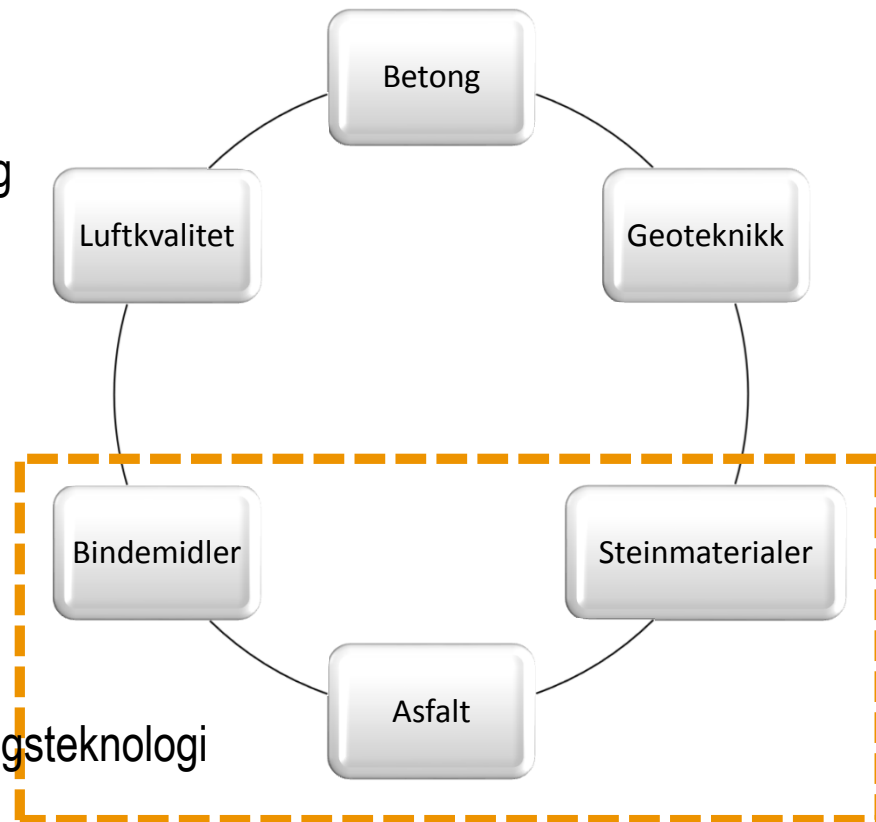 Betong
g
Luftkvalitet
Geoteknikk
Bindemidler
Steinmaterialer
Asfalt
gsteknologi